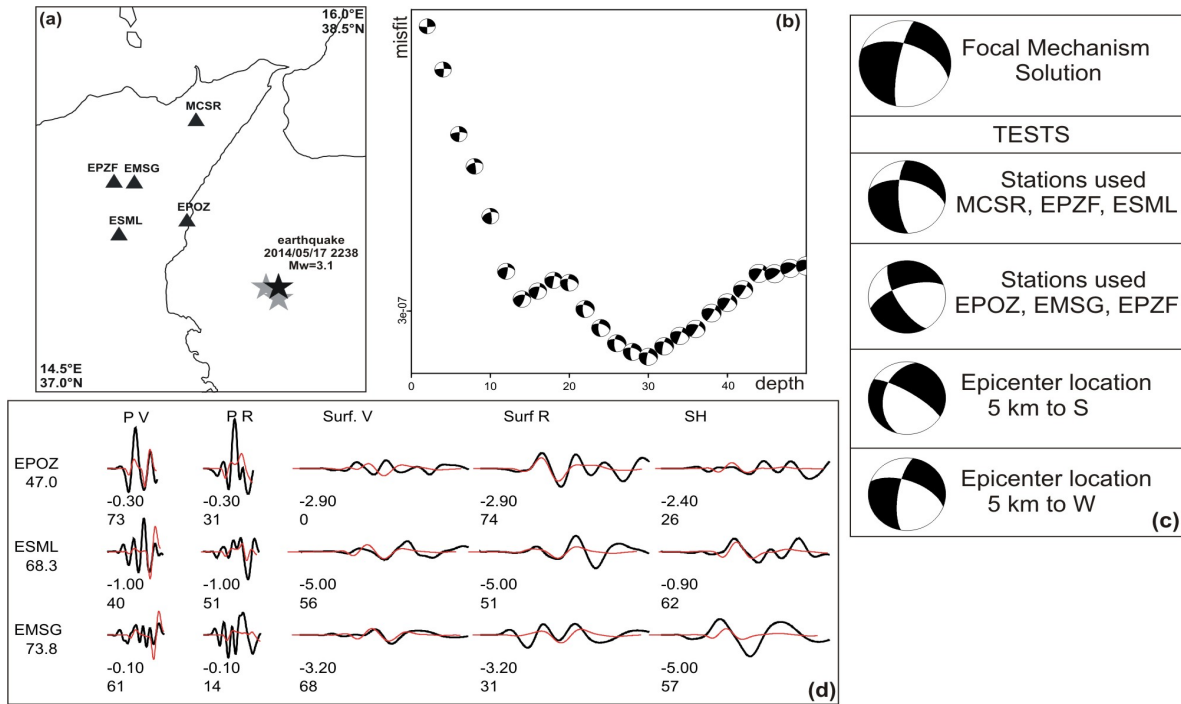 (a)
16.0°E
38.5°N
MCSR
EPZF EMSG
ESML
EPOZ
earthquake
2014/05/17 2238
Mw=3.1
14.5°E
37.0°N
(b)
misfit
3e-07
0 10 20 30 40 depth
Focal Mechanism
Solution
TESTS
Stations used
MCSR, EPZF, ESML
Stations used
EPOZ, EMSG, EPZF
Epicenter location
5 km to S
Epicenter location
5 km to W
(c)
P V P R Surf. V Surf R SH
EPOZ
47.0
-0.30 -0.30 -2.90 -2.90 -2.40
73 31 0 74 26
ESML
68.3
-1.00 -1.00 -5.00 -5.00 -0.90
40 51 56 51 62
EMSG
73.8
-0.10 -0.10 -3.20 -3.20 -5.00
61 14 68 31 57
(d)